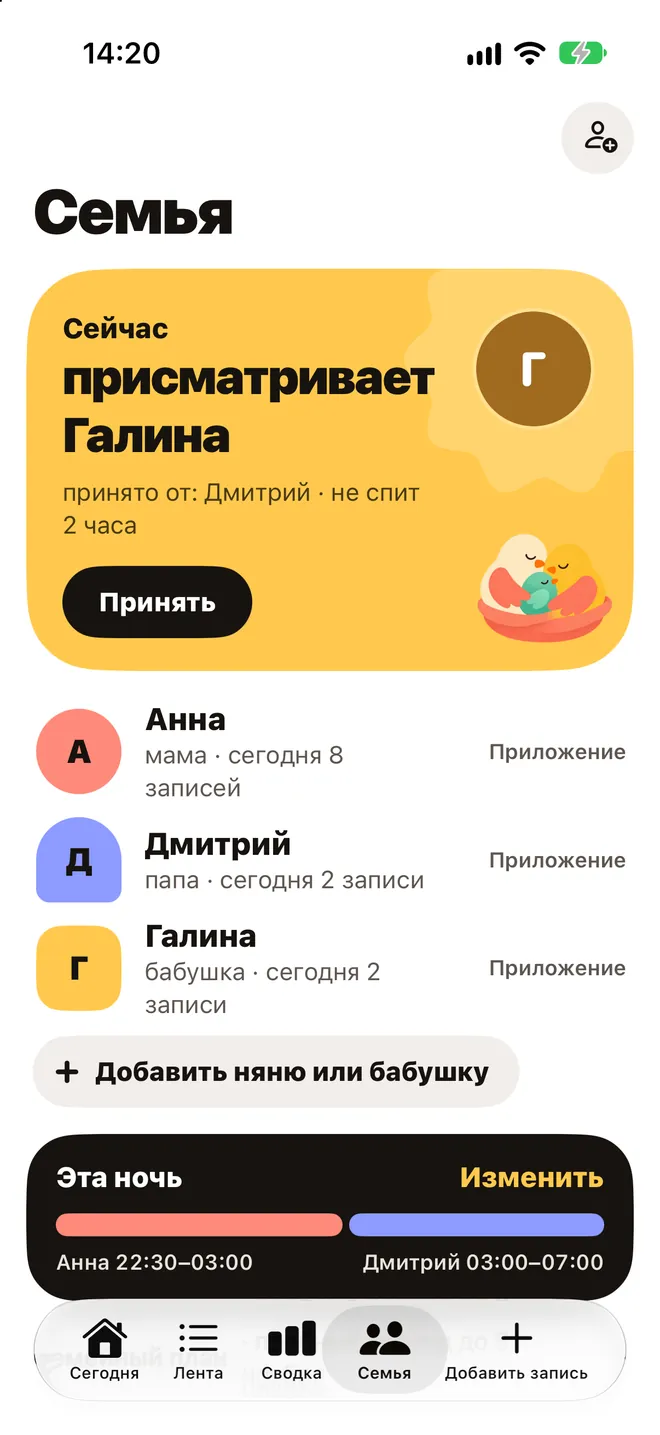 14:20
Семья
Сейчас
присматривает
Галина
принято от: Дмитрий · не спит
2 часа
Г
Принять
А
Анна
мама · сегодня 8
записей
Приложение
Д
Дмитрий
папа · сегодня 2 записи
Приложение
Г
Галина
бабушка · сегодня 2
записи
Приложение
Добавить няню или бабушку
Эта ночь
Изменить
Анна 22:30–03:00
Дмитрий 03:00–07:00
Сегодня
Лента
Сводка
Семья
Добавить запись